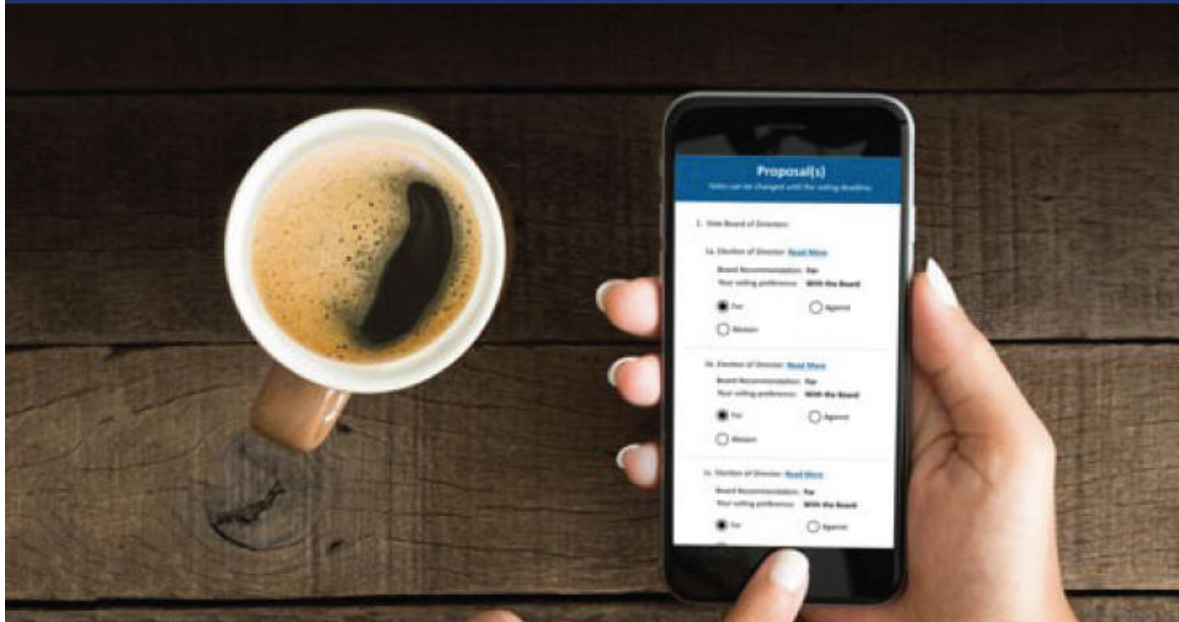 Proposal(s)
Votes can be changed until the voting deadline
1. Vote Board of Directors:
1a. Election of Director: Read More
Board Recommendation: For
Your voting preference: With the Board
For
Against
Abstain
1b. Election of Director: Read More
Board Recommendation: For
Your voting preference: With the Board
For
Against
Abstain
1c. Election of Director: Read More
Board Recommendation: For
Your voting preference: With the Board
For
Against